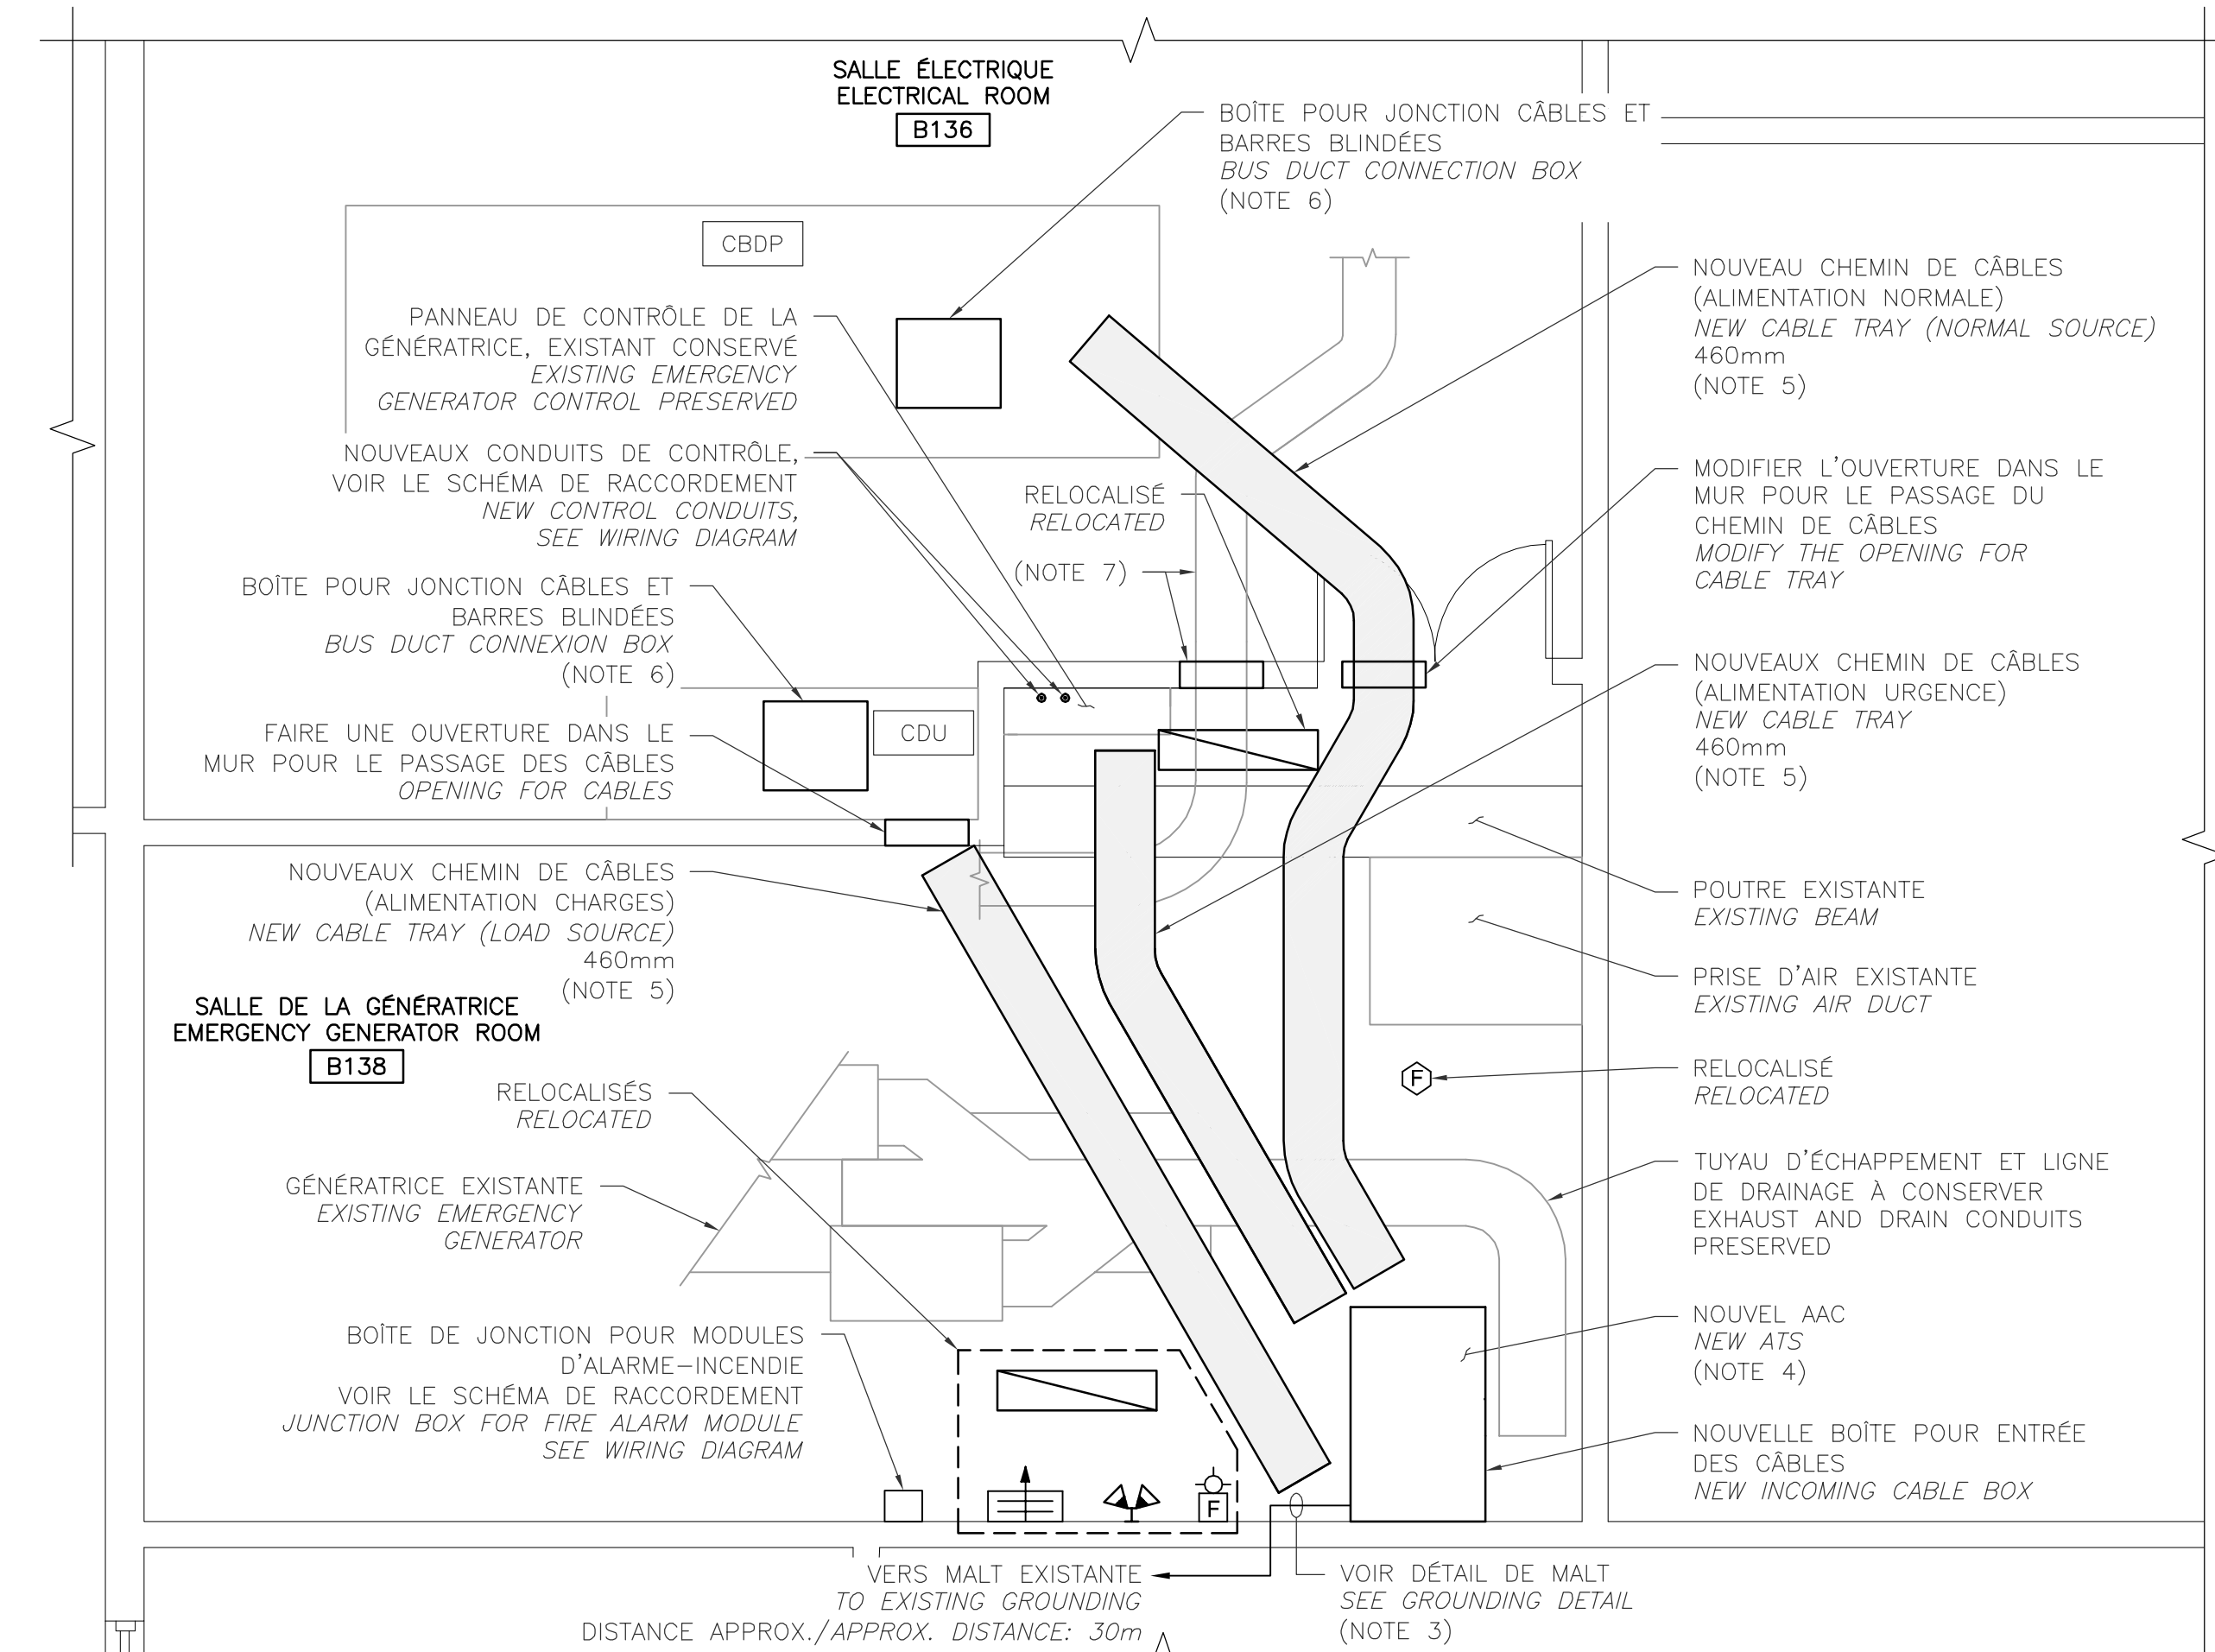 SALLE ÉLECTRIQUE
ELECTRICAL ROOM
B136
BOÎTE POUR JONCTION CÂBLES ET
BARRES BLINDÉES
BUS DUCT CONNECTION BOX
(NOTE 6)
CBDP
PANNEAU DE CONTRÔLE DE LA
GÉNÉRATRICE, EXISTANT CONSERVÉ
EXISTING EMERGENCY
GENERATOR CONTROL PRESERVED
NOUVEAUX CONDUITS DE CONTRÔLE,
VOIR LE SCHÉMA DE RACCORDEMENT
NEW CONTROL CONDUITS,
SEE WIRING DIAGRAM
RELOCALISÉ
RELOCATED
(NOTE 7)
BOÎTE POUR JONCTION CÂBLES ET
BARRES BLINDÉES
BUS DUCT CONNEXION BOX
(NOTE 6)
CDU
FAIRE UNE OUVERTURE DANS LE
MUR POUR LE PASSAGE DES CÂBLES
OPENING FOR CABLES
NOUVEAUX CHEMIN DE CÂBLES
(ALIMENTATION CHARGES)
NEW CABLE TRAY (LOAD SOURCE)
460mm
(NOTE 5)
SALLE DE LA GÉNÉRATRICE
EMERGENCY GENERATOR ROOM
B138
RELOCALISÉS
RELOCATED
GÉNÉRATRICE EXISTANTE
EXISTING EMERGENCY
GENERATOR
BOÎTE DE JONCTION POUR MODULES
D'ALARME-INCENDIE
VOIR LE SCHÉMA DE RACCORDEMENT
JUNCTION BOX FOR FIRE ALARM MODULE
SEE WIRING DIAGRAM
NOUVEAU CHEMIN DE CÂBLES
(ALIMENTATION NORMALE)
NEW CABLE TRAY (NORMAL SOURCE)
460mm
(NOTE 5)
MODIFIER L'OUVERTURE DANS LE
MUR POUR LE PASSAGE DU
CHEMIN DE CÂBLES
MODIFY THE OPENING FOR
CABLE TRAY
NOUVEAUX CHEMIN DE CÂBLES
(ALIMENTATION URGENCE)
NEW CABLE TRAY
460mm
(NOTE 5)
POUTRE EXISTANTE
EXISTING BEAM
PRISE D'AIR EXISTANTE
EXISTING AIR DUCT
F
RELOCALISÉ
RELOCATED
TUYAU D'ÉCHAPPEMENT ET LIGNE
DE DRAINAGE À CONSERVER
EXHAUST AND DRAIN CONDUITS
PRESERVED
NOUVEL AAC
NEW ATS
(NOTE 4)
NOUVELLE BOÎTE POUR ENTRÉE
DES CÂBLES
NEW INCOMING CABLE BOX
F
VERS MALT EXISTANTE
TO EXISTING GROUNDING
DISTANCE APPROX./APPROX. DISTANCE: 30m
VOIR DÉTAIL DE MALT
SEE GROUNDING DETAIL
(NOTE 3)